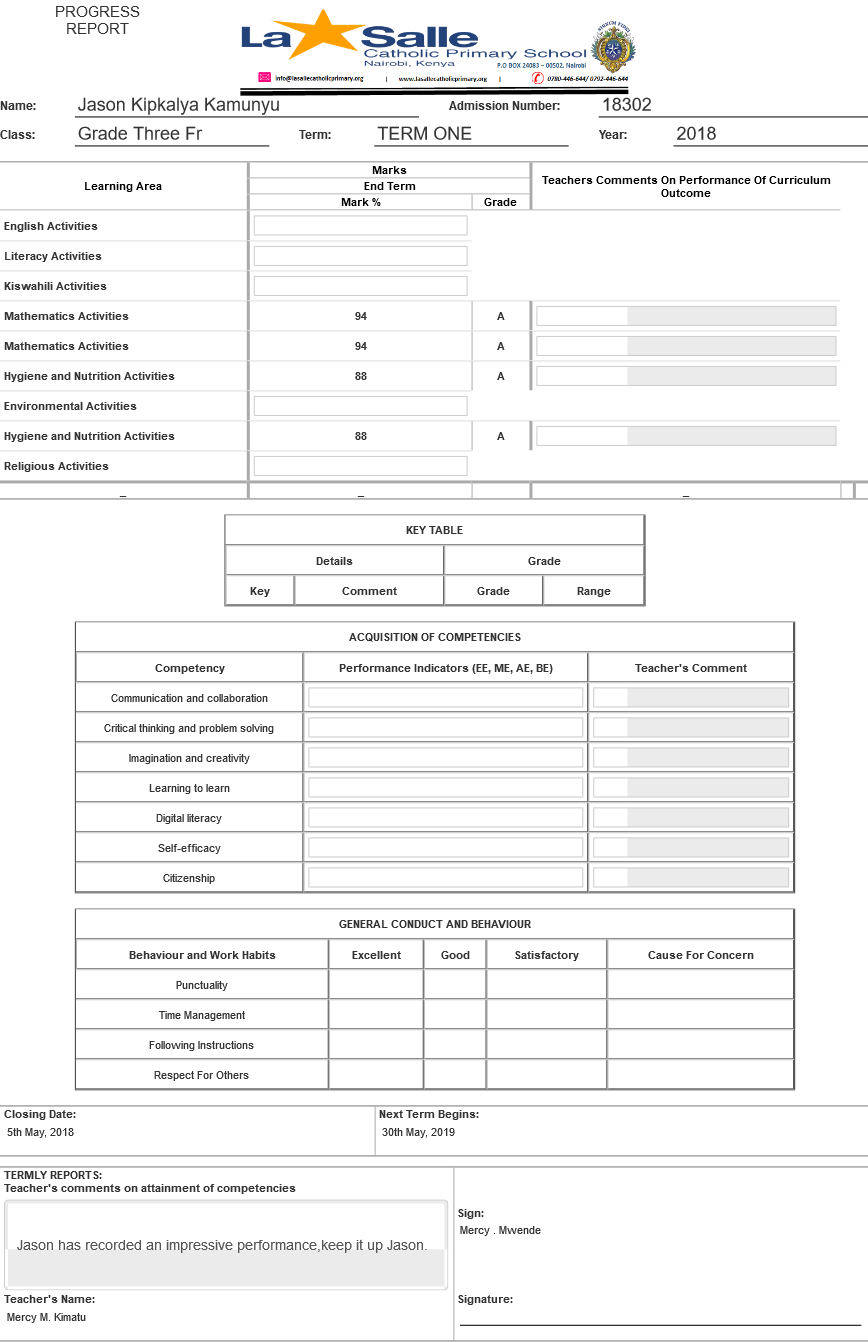 PROGRESS
REPORT
La Salle
Catholic Primary School
Nairobi, Kenya
P.O BOX 24083 – 00502, Nairobi
info@lasallecatholicprimary.org | www.lasallecatholicprimary.org | 0780-446-644/ 0792-446-644
Name: Jason Kipkalya Kamunyu Admission Number: 18302
Class: Grade Three Fr Term: TERM ONE Year: 2018
Learning Area Marks Teachers Comments On Performance Of Curriculum Outcome
End Term
Mark % Grade
English Activities
Literacy Activities
Kiswahili Activities
Mathematics Activities 94 A
Mathematics Activities 94 A
Hygiene and Nutrition Activities 88 A
Environmental Activities
Hygiene and Nutrition Activities 88 A
Religious Activities
_ _ _
KEY TABLE
Details Grade
Key Comment Grade Range
ACQUISITION OF COMPETENCIES
Competency Performance Indicators (EE, ME, AE, BE) Teacher's Comment
Communication and collaboration
Critical thinking and problem solving
Imagination and creativity
Learning to learn
Digital literacy
Self-efficacy
Citizenship
GENERAL CONDUCT AND BEHAVIOUR
Behaviour and Work Habits Excellent Good Satisfactory Cause For Concern
Punctuality
Time Management
Following Instructions
Respect For Others
Closing Date: Next Term Begins:
5th May, 2018 30th May, 2019
TERMLY REPORTS:
Teacher's comments on attainment of competencies
Jason has recorded an impressive performance,keep it up Jason.
Sign:
Mercy . Mwende
Teacher's Name: Signature:
Mercy M. Kimatu